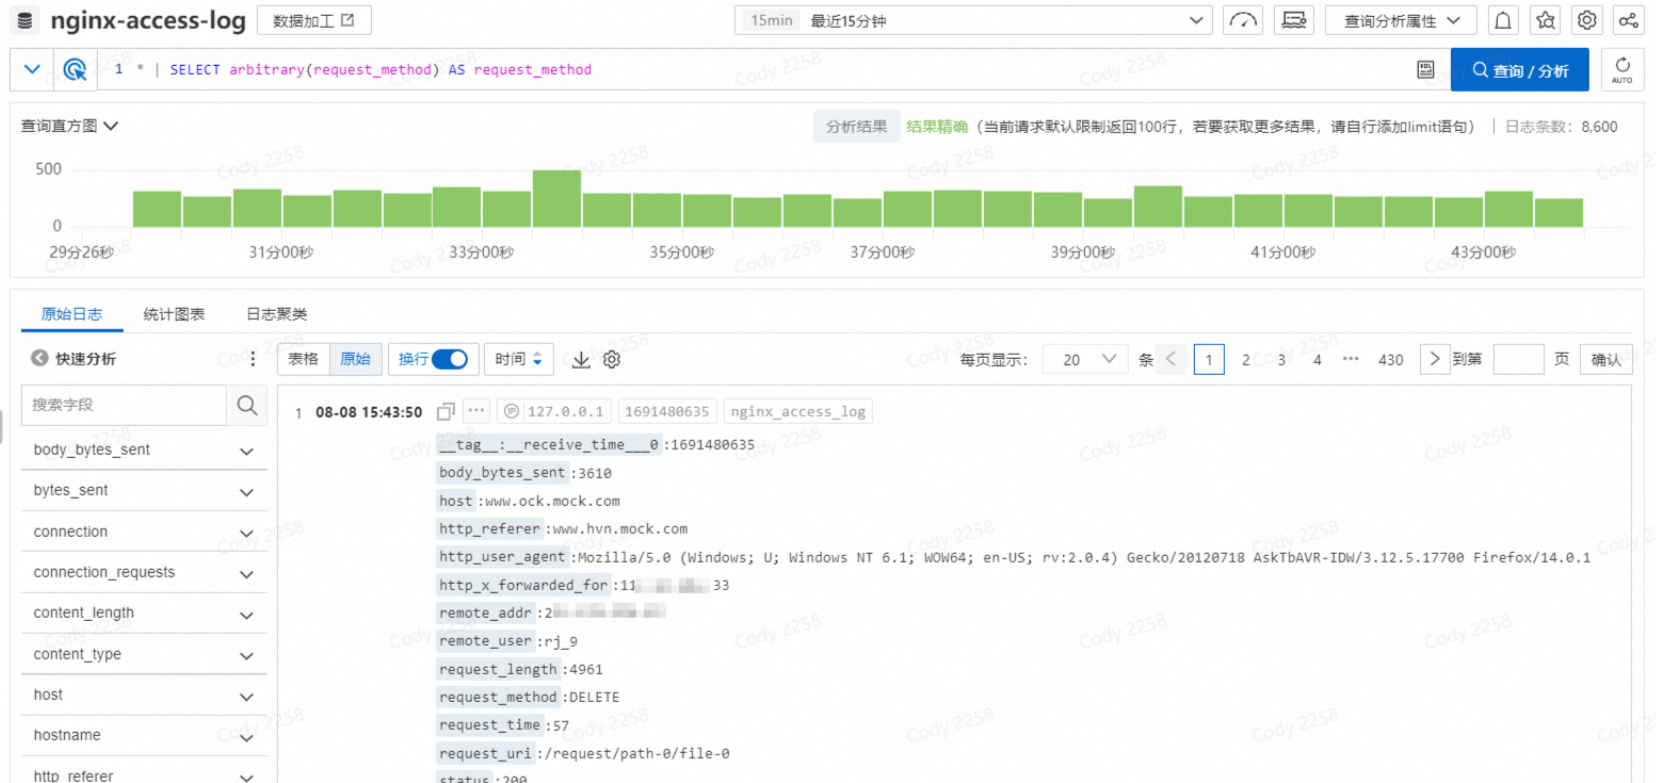 nginx-access-log 数据加工 15min 最近15分钟 查询分析属性
1 * | SELECT arbitrary(request_method) AS request_method 查询 / 分析 AUTO
查询直方图 分析结果 结果精确（当前请求默认限制返回100行，若要获取更多结果，请自行添加limit语句） | 日志条数：8,600
500
0
29分26秒 31分00秒 33分00秒 35分00秒 37分00秒 39分00秒 41分00秒 43分00秒
原始日志 统计图表 日志聚类
快速分析 表格 原始 换行 时间 每页显示： 20 条 < 1 2 3 4 ··· 430 > 到第 页 确认
搜索字段
body_bytes_sent
bytes_sent
connection
connection_requests
content_length
content_type
host
hostname
http_referer
1 08-08 15:43:50 ··· IP 127.0.0.1 1691480635 nginx_access_log
__tag__:__receive_time___0 :1691480635
body_bytes_sent :3610
host :www.ock.mock.com
http_referer :www.hvn.mock.com
http_user_agent :Mozilla/5.0 (Windows; U; Windows NT 6.1; WOW64; en-US; rv:2.0.4) Gecko/20120718 AskTbAVR-IDW/3.12.5.17700 Firefox/14.0.1
http_x_forwarded_for :11 33
remote_addr :2
remote_user :rj_9
request_length :4961
request_method :DELETE
request_time :57
request_uri :/request/path-0/file-0
status :200
Cody 2258